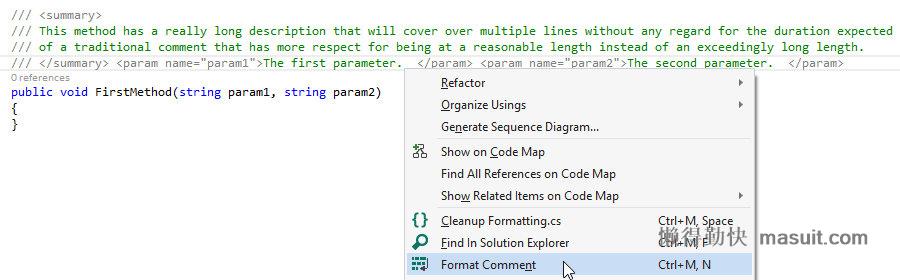 /// <summary>
/// This method has a really long description that will cover over multiple lines without any regard for the duration expected
/// of a traditional comment that has more respect for being at a reasonable length instead of an exceedingly long length.
/// </summary> <param name="param1">The first parameter.  </param> <param name="param2">The second parameter.  </param>
0 references
public void FirstMethod(string param1, string param2)
{
}
Refactor
Organize Usings
Generate Sequence Diagram...
Show on Code Map
Find All References on Code Map
Show Related Items on Code Map
Cleanup Formatting.cs Ctrl+M, Space
Find In Solution Explorer Ctrl+M, F
懒得勤快 masuit.com
Format Comment Ctrl+M, N